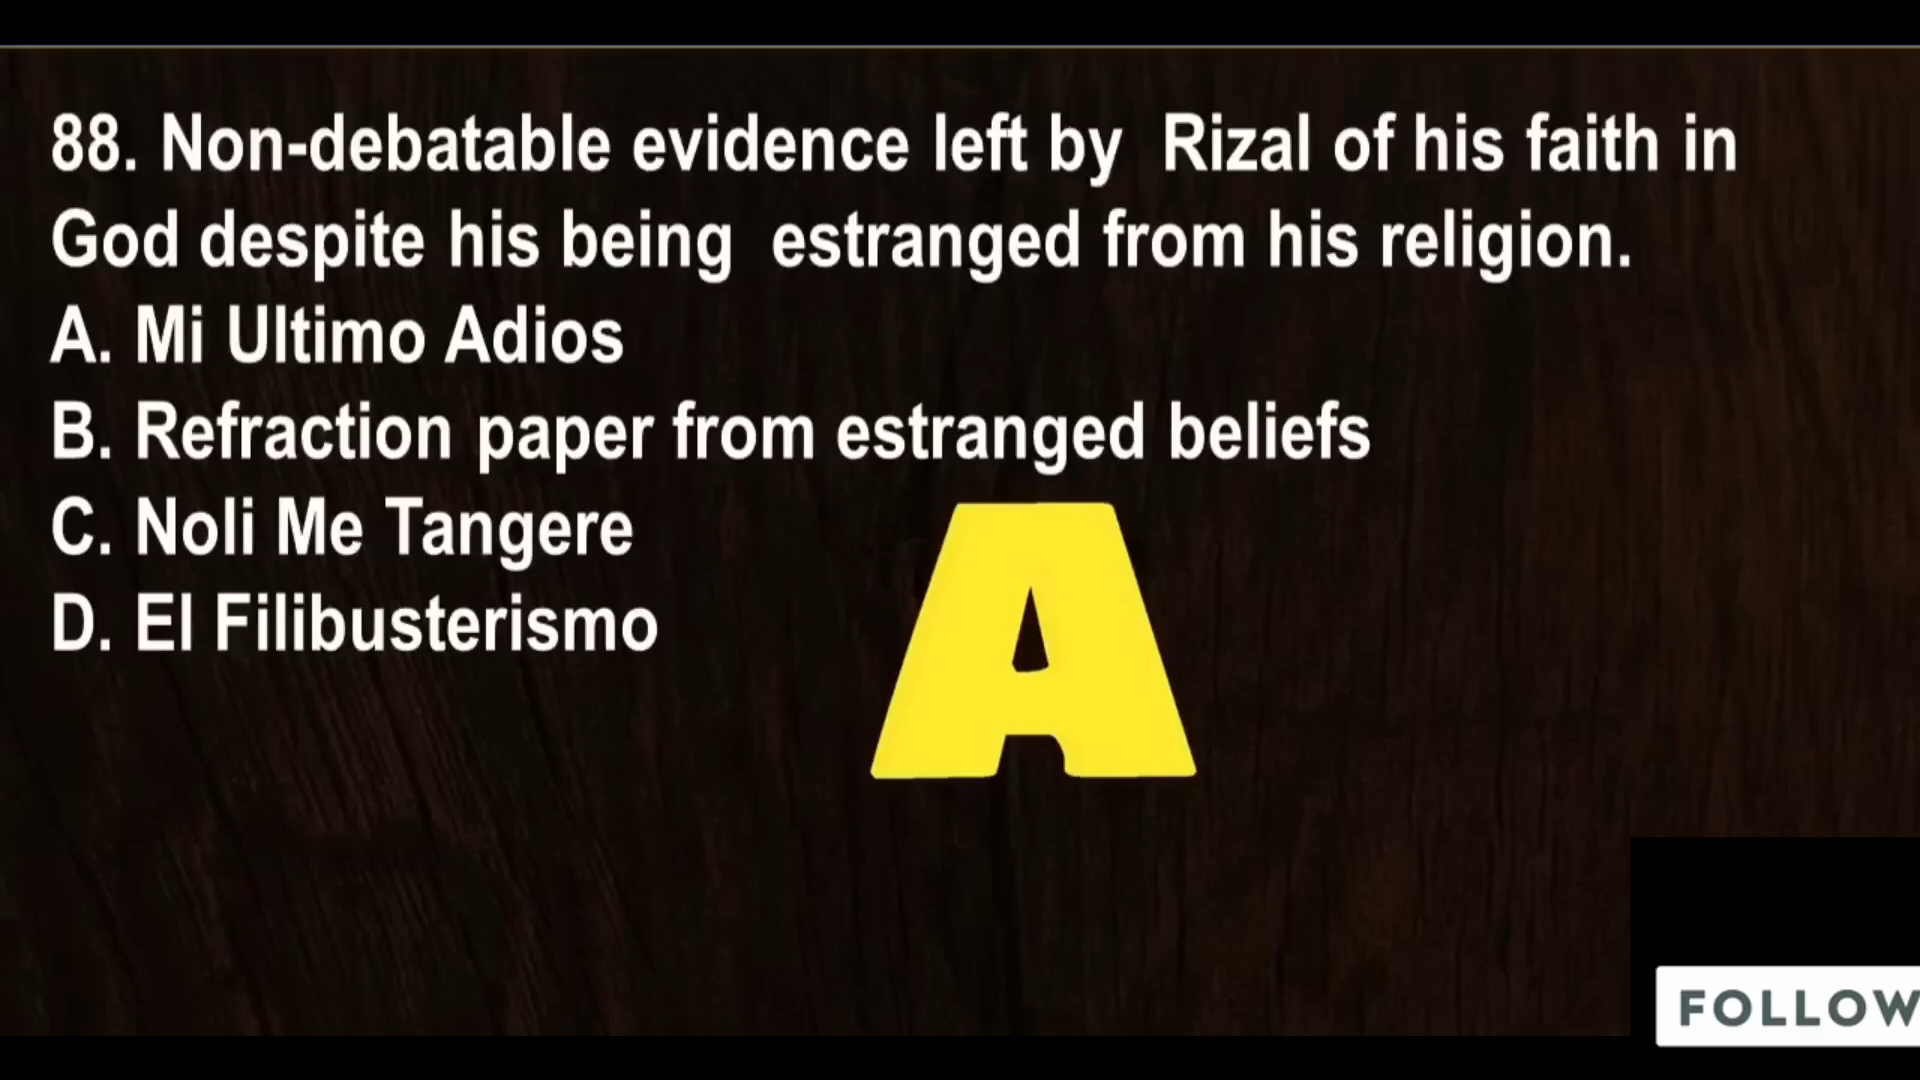 88. Non-debatable evidence left by Rizal of his faith in
God despite his being estranged from his religion.
A. Mi Ultimo Adios
B. Refraction paper from estranged beliefs
C. Noli Me Tangere
D. El Filibusterismo
A
FOLLOW